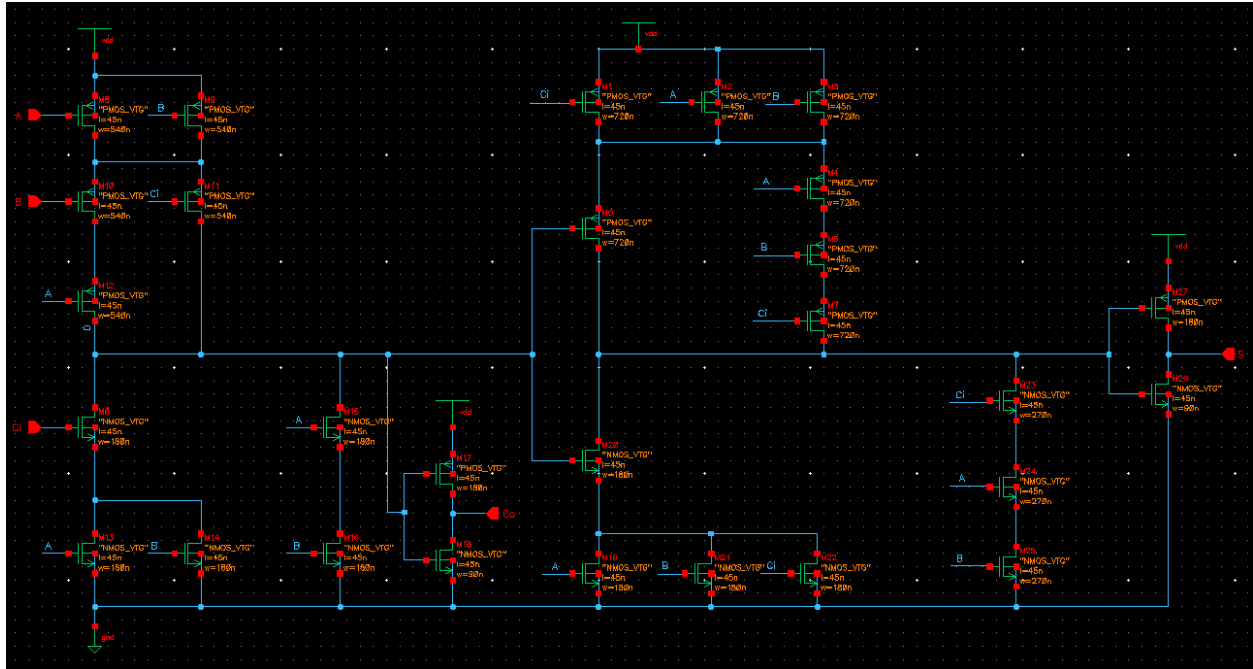 vdd
A
M8
"PMOS_VTG"
l=45n
w=540n
B
M9
"PMOS_VTG"
l=45n
w=540n
B
M10
"PMOS_VTG"
l=45n
w=540n
Ci
M11
"PMOS_VTG"
l=45n
w=540n
A
M12
"PMOS_VTG"
l=45n
w=540n
Ci
"NMOS_VTG"
l=45n
w=180n
A
M13
"NMOS_VTG"
l=45n
w=180n
B
M14
"NMOS_VTG"
l=45n
w=180n
gnd
A
M15
"NMOS_VTG"
l=45n
w=180n
B
M16
"NMOS_VTG"
l=45n
w=180n
vdd
M17
"PMOS_VTG"
l=45n
w=180n
Co
M18
"NMOS_VTG"
l=45n
w=90n
vdd
Ci
M1
"PMOS_VTG"
l=45n
w=720n
A
M2
"PMOS_VTG"
l=45n
w=720n
B
M3
"PMOS_VTG"
l=45n
w=720n
A
M4
"PMOS_VTG"
l=45n
w=720n
"PMOS_VTG"
l=45n
w=720n
B
"PMOS_VTG"
l=45n
w=720n
Ci
M7
"PMOS_VTG"
l=45n
w=720n
M20
"NMOS_VTG"
l=45n
w=180n
A
M19
"NMOS_VTG"
l=45n
w=180n
B
M21
"NMOS_VTG"
l=45n
w=180n
Ci
M22
"NMOS_VTG"
l=45n
w=180n
Ci
M23
"NMOS_VTG"
l=45n
w=270n
A
M24
"NMOS_VTG"
l=45n
w=270n
B
M25
"NMOS_VTG"
l=45n
w=270n
vdd
M27
"PMOS_VTG"
l=45n
w=180n
S
M26
"NMOS_VTG"
l=45n
w=90n